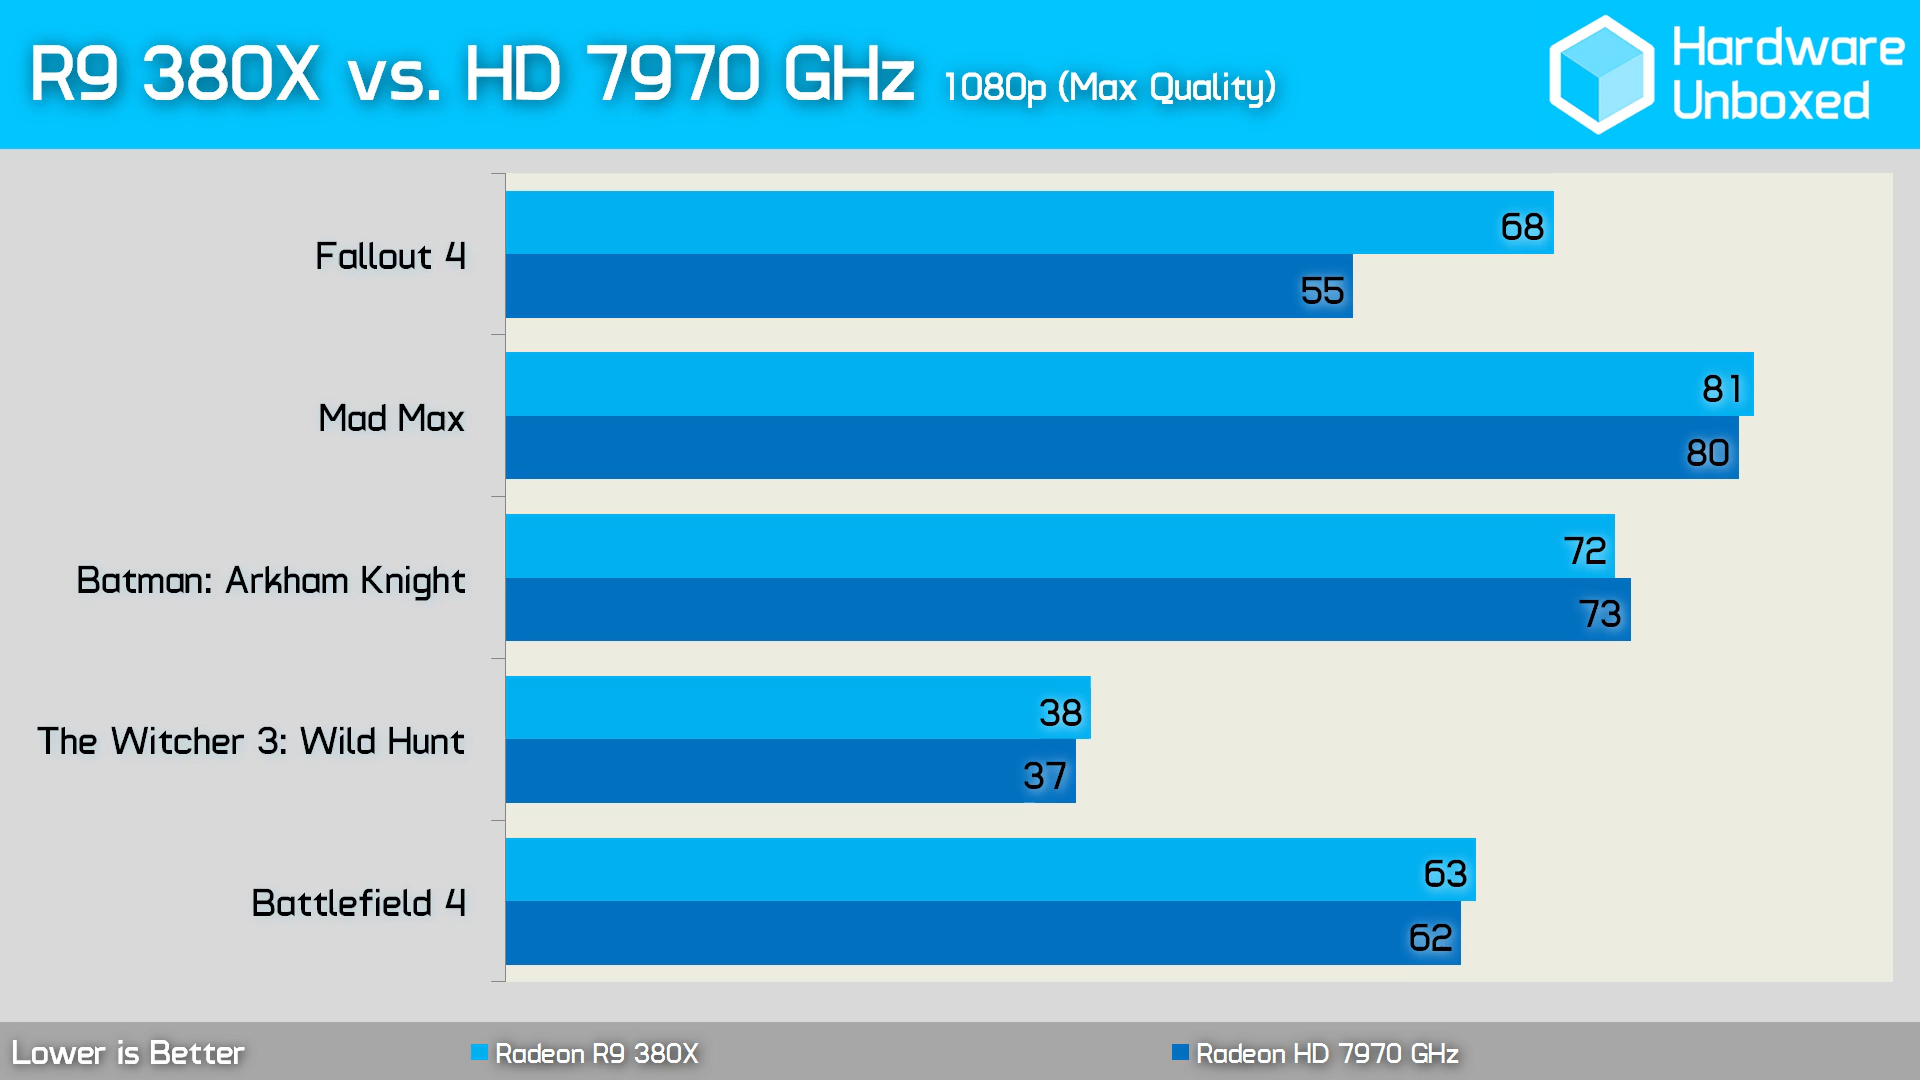 R9 380X vs. HD 7970 GHz 1080p (Max Quality)
Hardware
Unboxed
Fallout 4
68
55
Mad Max
81
80
Batman: Arkham Knight
72
73
The Witcher 3: Wild Hunt
38
37
Battlefield 4
63
62
Lower is Better
Radeon R9 380X
Radeon HD 7970 GHz